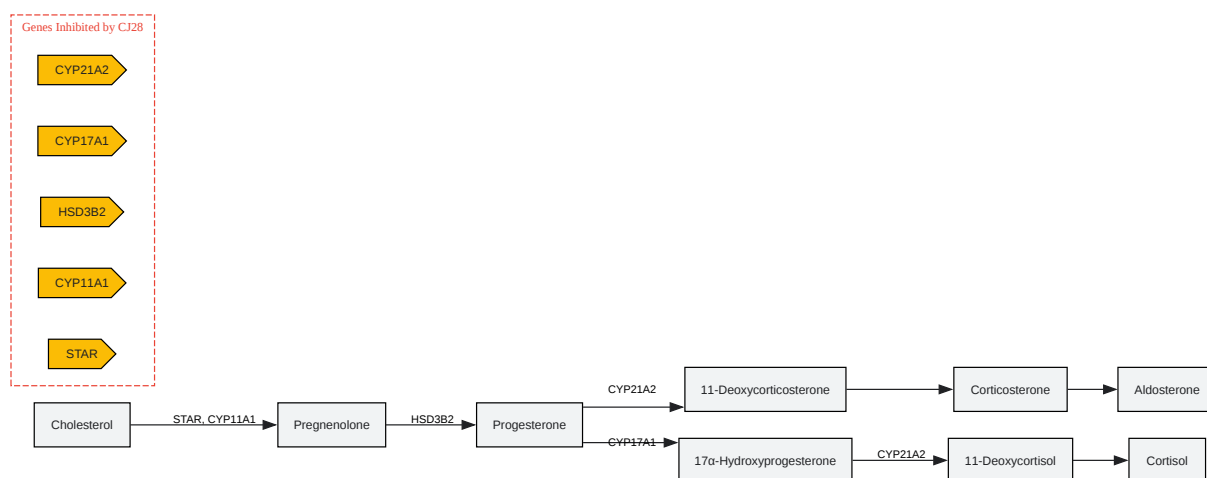 Genes Inhibited by CJ28
CYP21A2
CYP17A1
HSD3B2
CYP11A1
STAR
CYP21A2
11-Deoxycorticosterone
Corticosterone
Aldosterone
Cholesterol
STAR, CYP11A1
Pregnenolone
HSD3B2
Progesterone
CYP17A1
17α-Hydroxyprogesterone
CYP21A2
11-Deoxycortisol
Cortisol